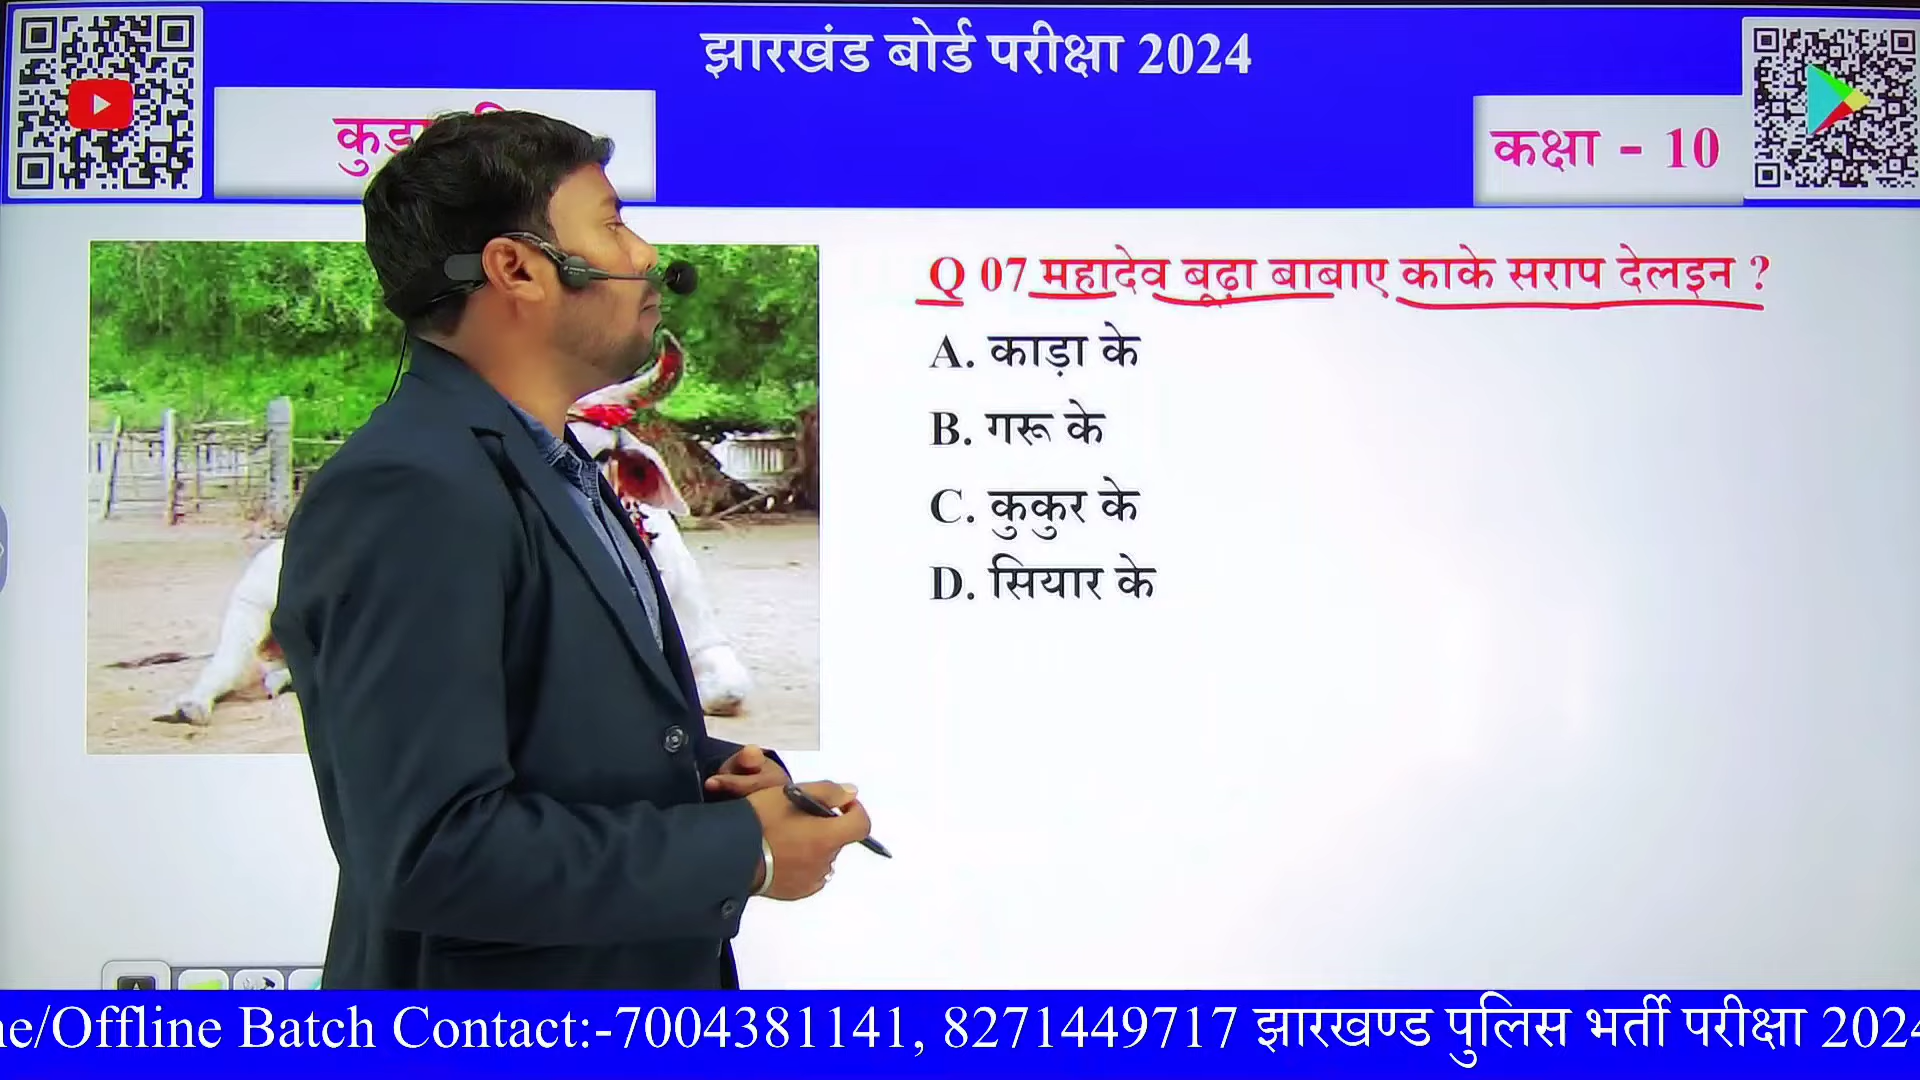 झारखंड बोर्ड परीक्षा 2024
कक्षा - 10
Q 07 महादेव बूढ़ा बाबाए काके सराप देलइन ?
A. काड़ा के
B. गरू के
C. कुकुर के
D. सियार के
Offline Batch Contact:-7004381141, 8271449717 झारखण्ड पुलिस भर्ती परीक्षा 2024